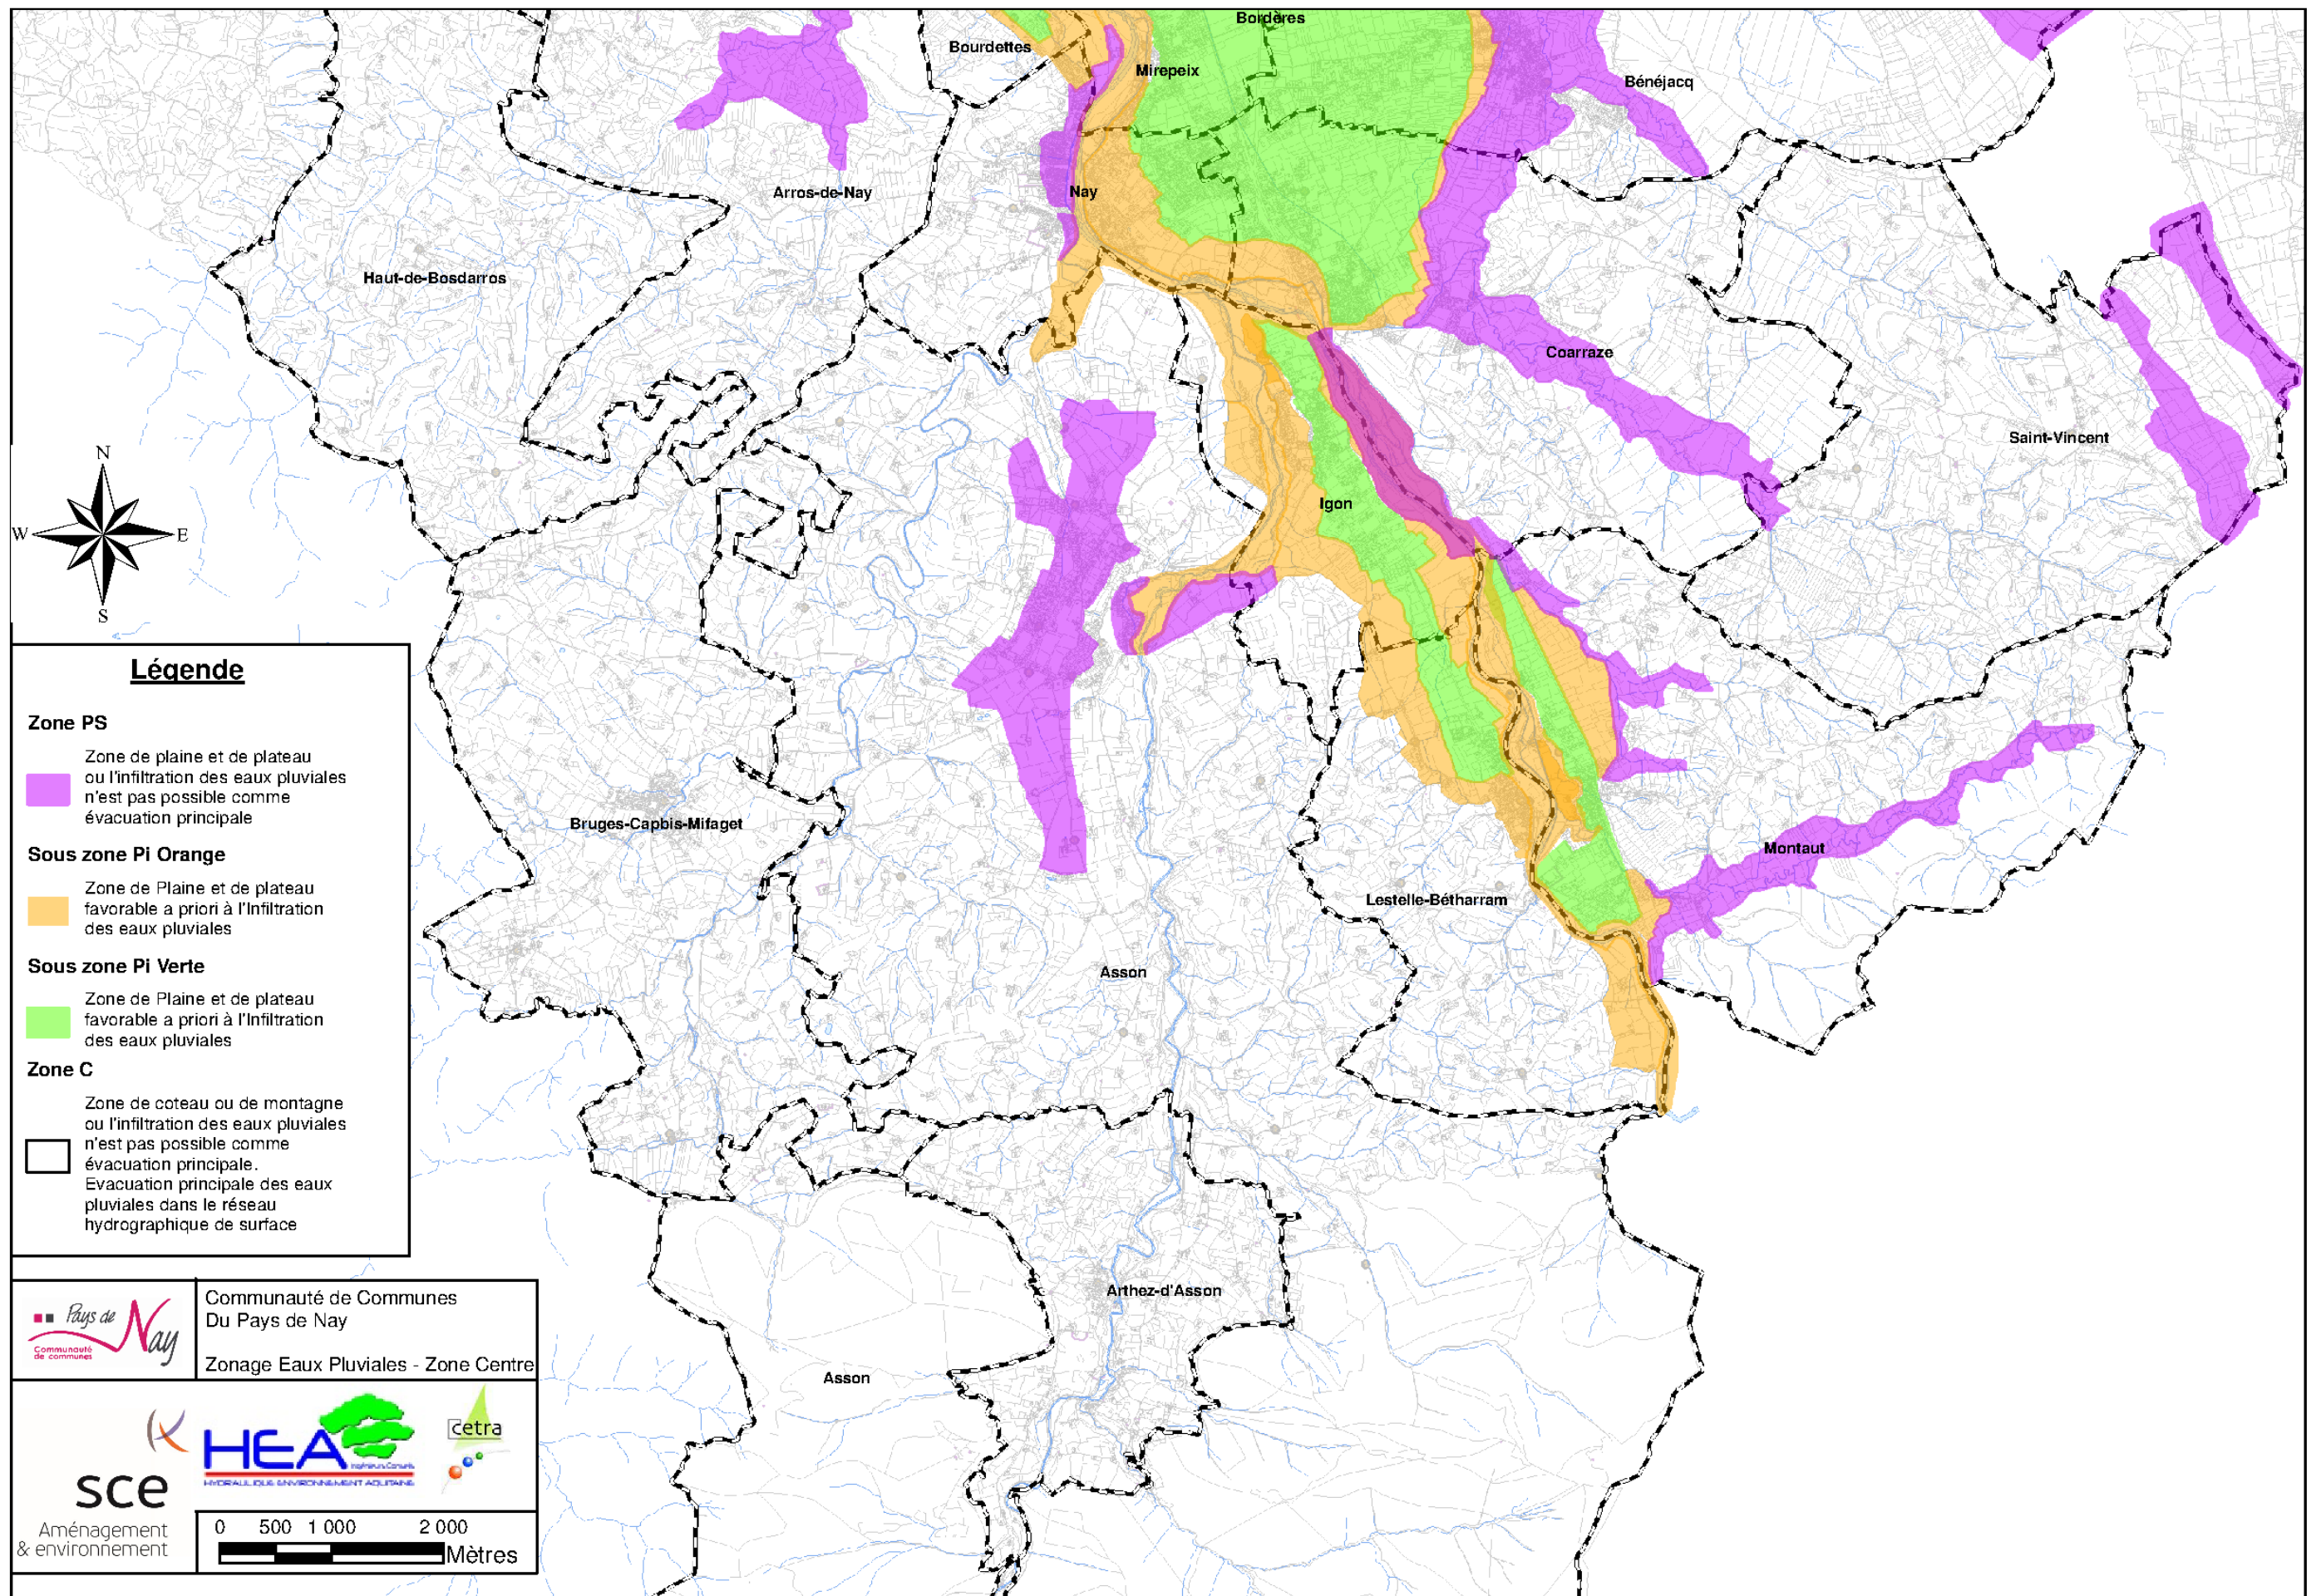 Bordères
Bourdettes
Mirepeix
Bénéjacq
Arros-de-Nay
Nay
Haut-de-Bosdarros
Coarraze
Saint-Vincent
N
W
E
S
Igon
Légende
Zone PS
Zone de plaine et de plateau
ou l'infiltration des eaux pluviales
n'est pas possible comme
évacuation principale
Sous zone Pi Orange
Zone de Plaine et de plateau
favorable a priori à l'Infiltration
des eaux pluviales
Sous zone Pi Verte
Zone de Plaine et de plateau
favorable a priori à l'Infiltration
des eaux pluviales
Zone C
Zone de coteau ou de montagne
ou l'infiltration des eaux pluviales
n'est pas possible comme
évacuation principale.
Evacuation principale des eaux
pluviales dans le réseau
hydrographique de surface
Bruges-Capbis-Mifaget
Montaut
Lestelle-Bétharram
Asson
Arthez-d'Asson
Asson
Pays de
Nay
Communauté
de communes
Communauté de Communes
Du Pays de Nay
Zonage Eaux Pluviales - Zone Centre
sce
Aménagement
& environnement
HEA
Ingénieurs Conseils
HYDRAULIQUE ENVIRONNEMENT AQUITAINE
cetra
0 500 1 000 2 000
Mètres